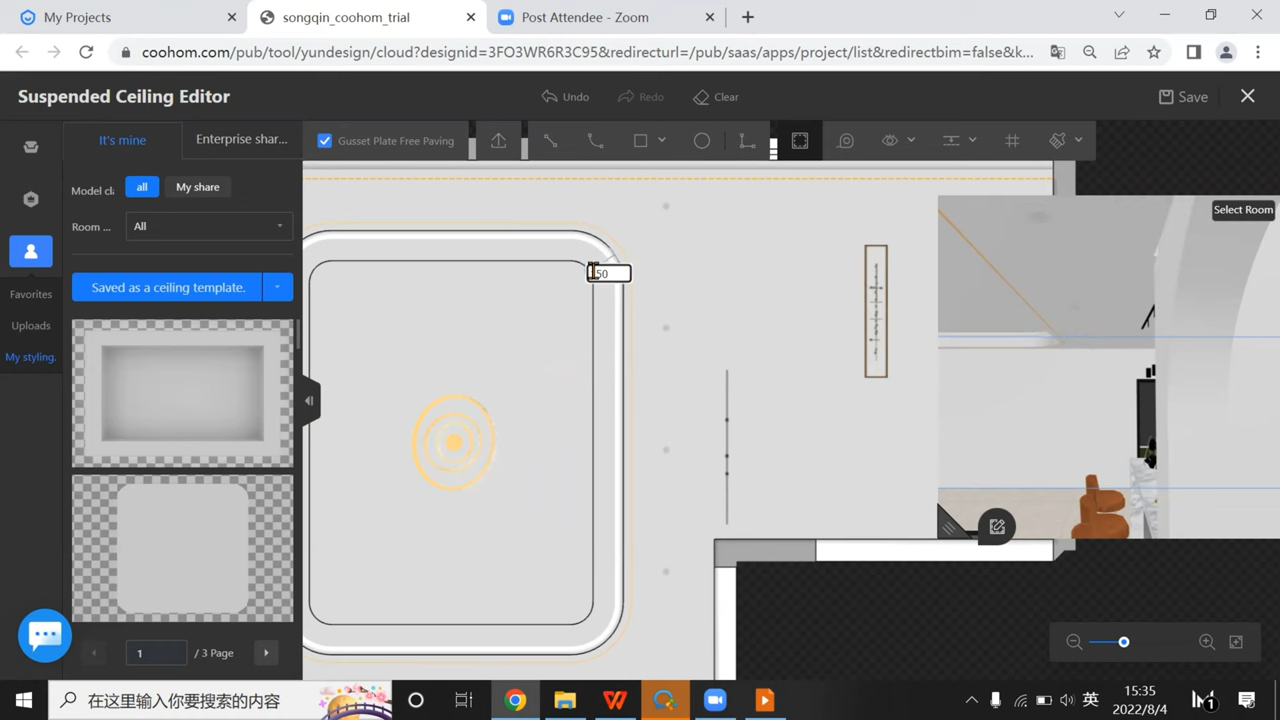 My Projects
songqin_coohom_trial
Post Attendee - Zoom
coohom.com/pub/tool/yundesign/cloud?designid=3FO3WR6R3C95&redirecturl=/pub/saas/apps/project/list&redirectbim=false&k...
Suspended Ceiling Editor
Undo
Redo
Clear
Save
It's mine
Enterprise shar...
Gusset Plate Free Paving
Model cl
all
My share
Room ...
All
Select Room
Saved as a ceiling template.
Favorites
Uploads
My styling.
1
/ 3 Page
在这里输入你要搜索的内容
英
15:35
2022/8/4
1